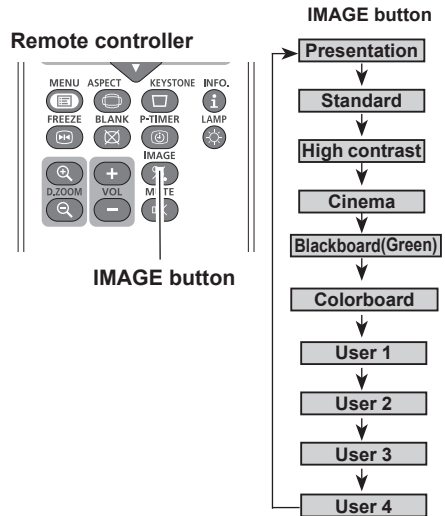 IMAGE button
Remote controller
MENU ASPECT KEYSTONE INFO.
FREEZE BLANK P-TIMER LAMP
IMAGE
D.ZOOM VOL MUTE
IMAGE button
Presentation
Standard
High contrast
Cinema
Blackboard(Green)
Colorboard
User 1
User 2
User 3
User 4